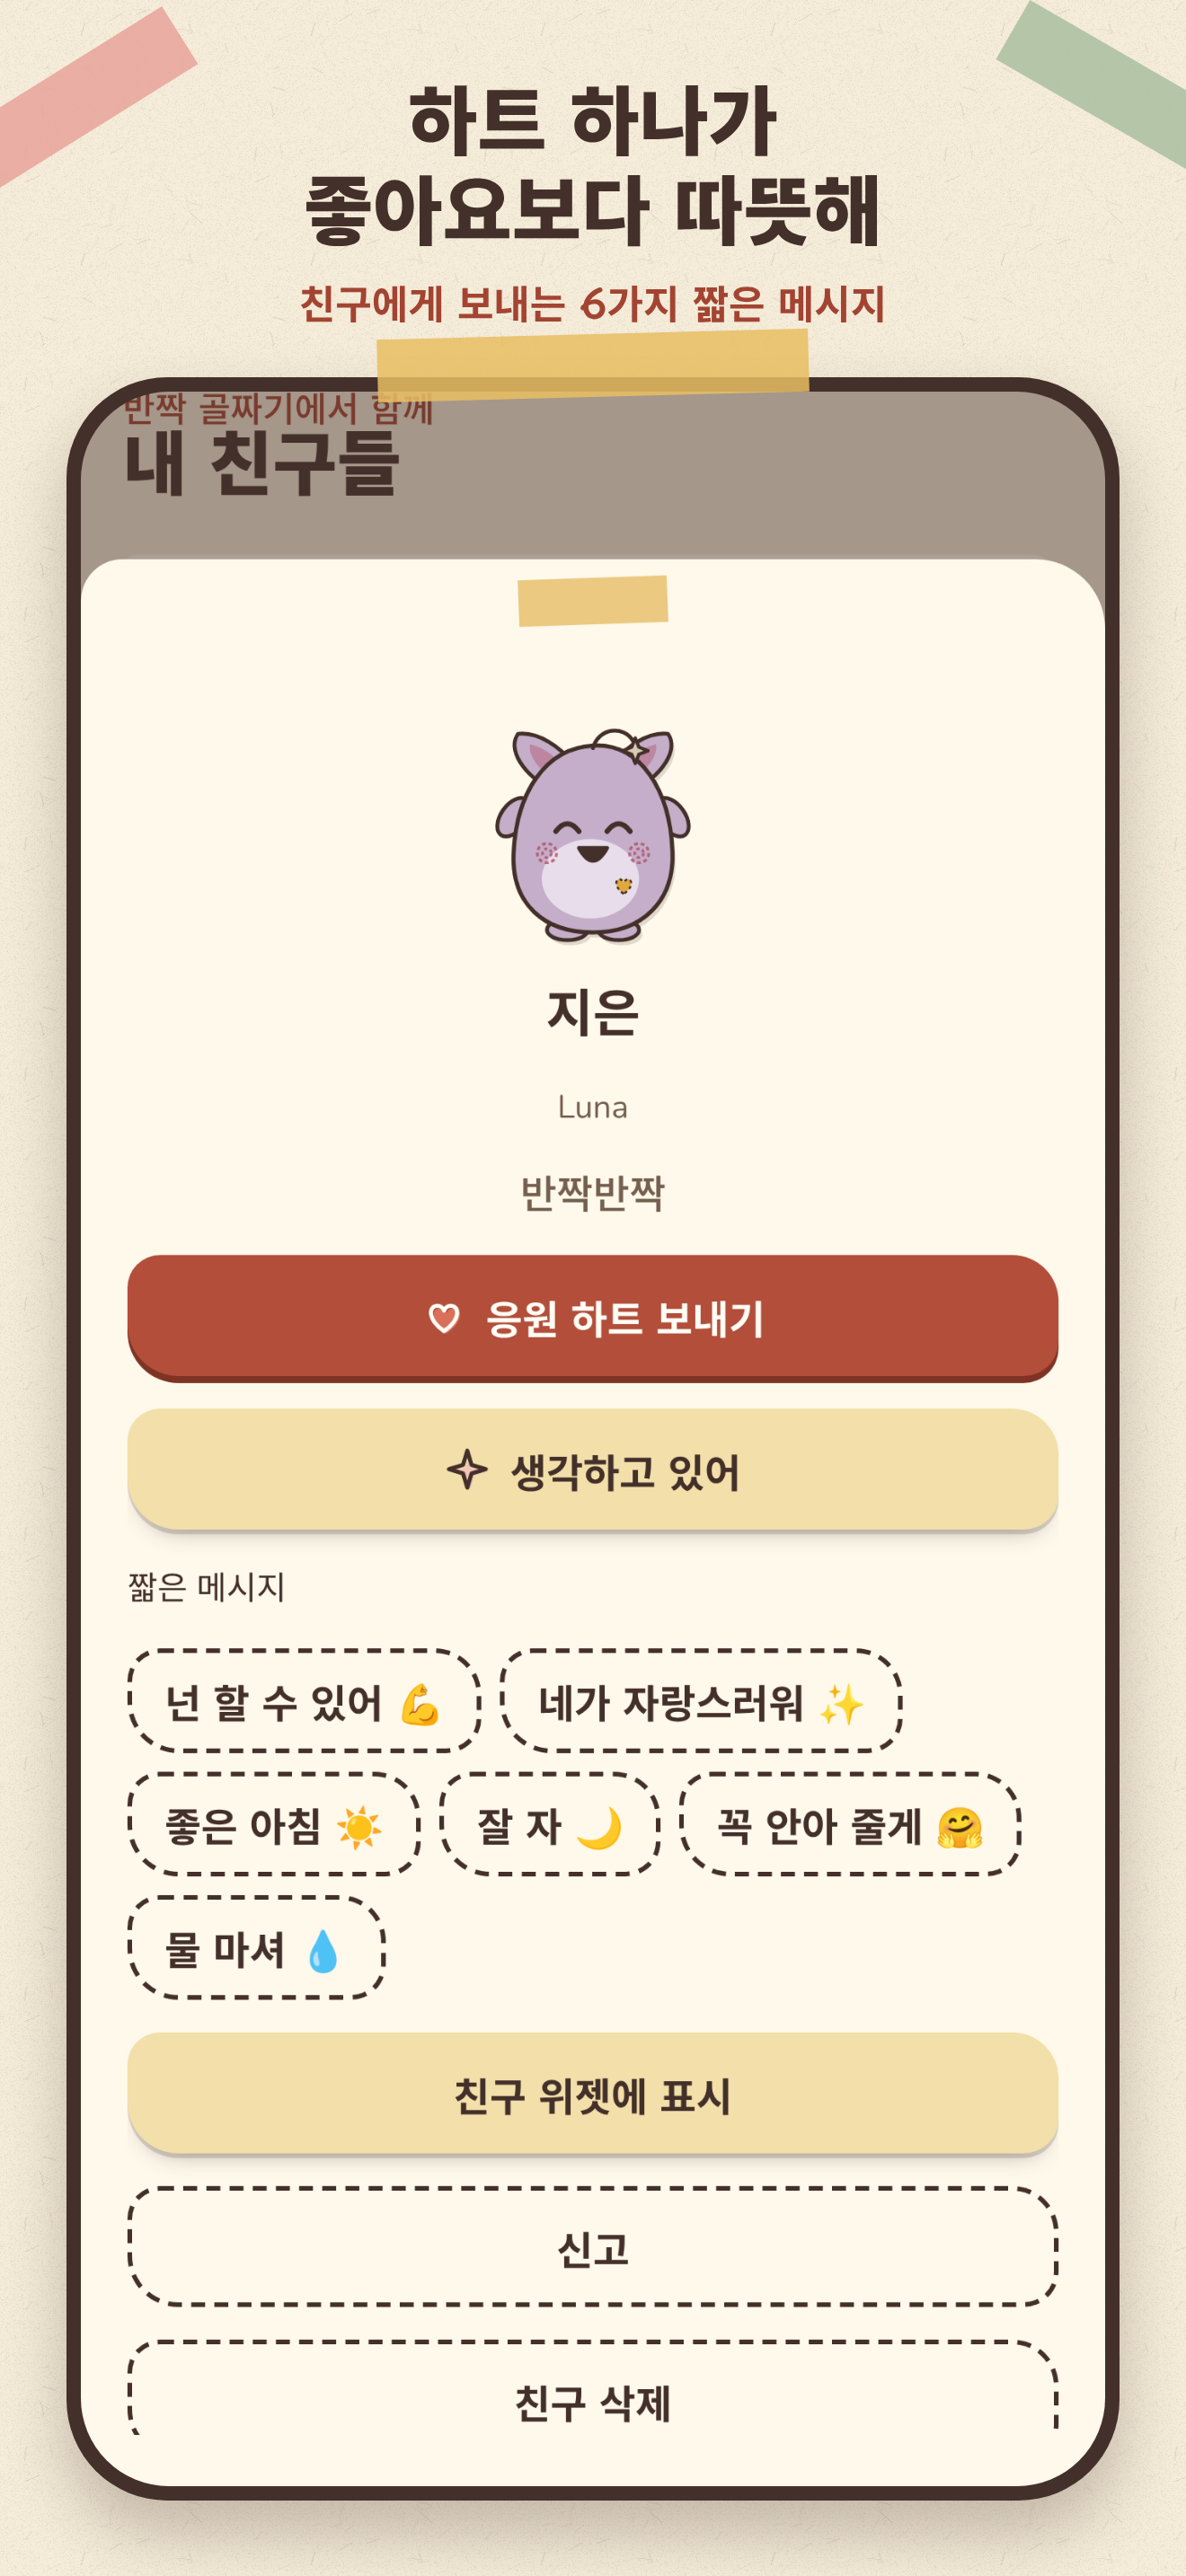 하트 하나가
좋아요보다 따뜻해
친구에게 보내는 6가지 짧은 메시지
반짝 골짜기에서 함께
내 친구들
지은
Luna
반짝반짝
응원 하트 보내기
생각하고 있어
짧은 메시지
넌 할 수 있어 💪 네가 자랑스러워 ✨
좋은 아침 ☀️ 잘 자 🌙 꼭 안아 줄게 🤗
물 마셔 💧
친구 위젯에 표시
신고
친구 삭제